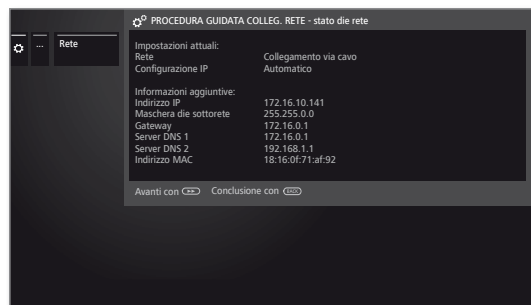 PROCEDURA GUIDATA COLLEG. RETE - stato die rete
...
Rete
Impostazioni attuali:
Rete Collegamento via cavo
Configurazione IP Automatico
Informazioni aggiuntive:
Indirizzo IP 172.16.10.141
Maschera die sottorete 255.255.0.0
Gateway 172.16.0.1
Server DNS 1 172.16.0.1
Server DNS 2 192.168.1.1
Indirizzo MAC 18:16:0f:71:af:92
Avanti con Conclusione con